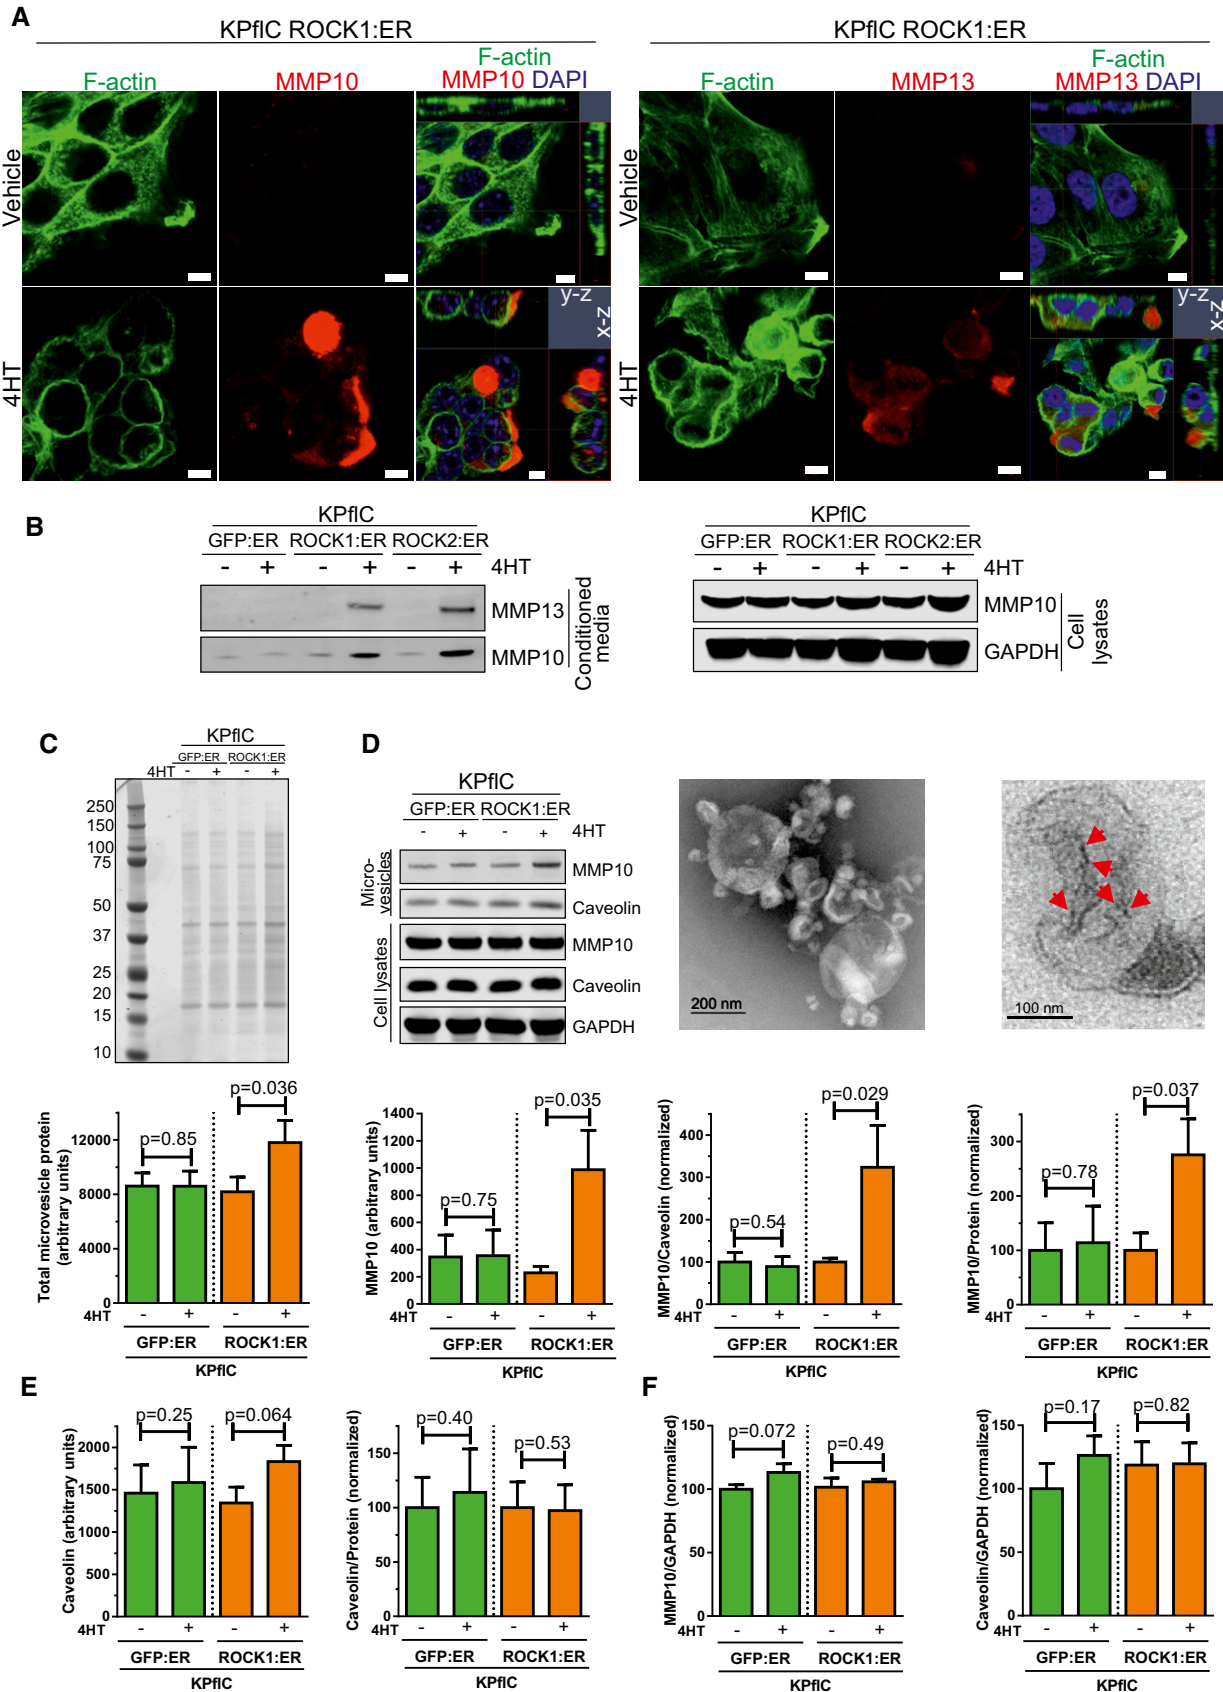 A
KPflC ROCK1:ER
F-actin
MMP10
F-actin
MMP10 DAPI
Vehicle
4HT
y-z
x-z
KPflC ROCK1:ER
F-actin
MMP13
F-actin
MMP13 DAPI
Vehicle
4HT
y-z
x-z
B
KPflC
GFP:ER ROCK1:ER ROCK2:ER
- + - + - + 4HT
MMP13
MMP10
Conditioned media
KPflC
GFP:ER ROCK1:ER ROCK2:ER
- + - + - + 4HT
MMP10
GAPDH
Cell lysates
C
KPflC
GFP:ER ROCK1:ER
4HT - + - +
250
150
100
75
50
37
25
20
15
10
Total microvesicle protein (arbitrary units)
12000
8000
4000
0
p=0.85
p=0.036
4HT - + - +
GFP:ER ROCK1:ER
KPflC
D
KPflC
GFP:ER ROCK1:ER
- + - + 4HT
Micro-vesicles
MMP10
Caveolin
Cell lysates
MMP10
Caveolin
GAPDH
200 nm
100 nm
MMP10 (arbitrary units)
1400
1000
800
600
400
200
0
p=0.75
p=0.035
4HT - + - +
GFP:ER ROCK1:ER
KPflC
MMP10/Caveolin (normalized)
400
300
200
100
0
p=0.54
p=0.029
4HT - + - +
GFP:ER ROCK1:ER
KPflC
MMP10/Protein (normalized)
300
200
100
0
p=0.78
p=0.037
4HT - + - +
GFP:ER ROCK1:ER
KPflC
E
Caveolin (arbitrary units)
2000
1500
1000
500
0
p=0.25
p=0.064
4HT - + - +
GFP:ER ROCK1:ER
KPflC
Caveolin/Protein (normalized)
150
100
50
0
p=0.40
p=0.53
4HT - + - +
GFP:ER ROCK1:ER
KPflC
F
MMP10/GAPDH (normalized)
150
100
50
0
p=0.072
p=0.49
4HT - + - +
GFP:ER ROCK1:ER
KPflC
Caveolin/GAPDH (normalized)
150
100
50
0
p=0.17
p=0.82
4HT - + - +
GFP:ER ROCK1:ER
KPflC